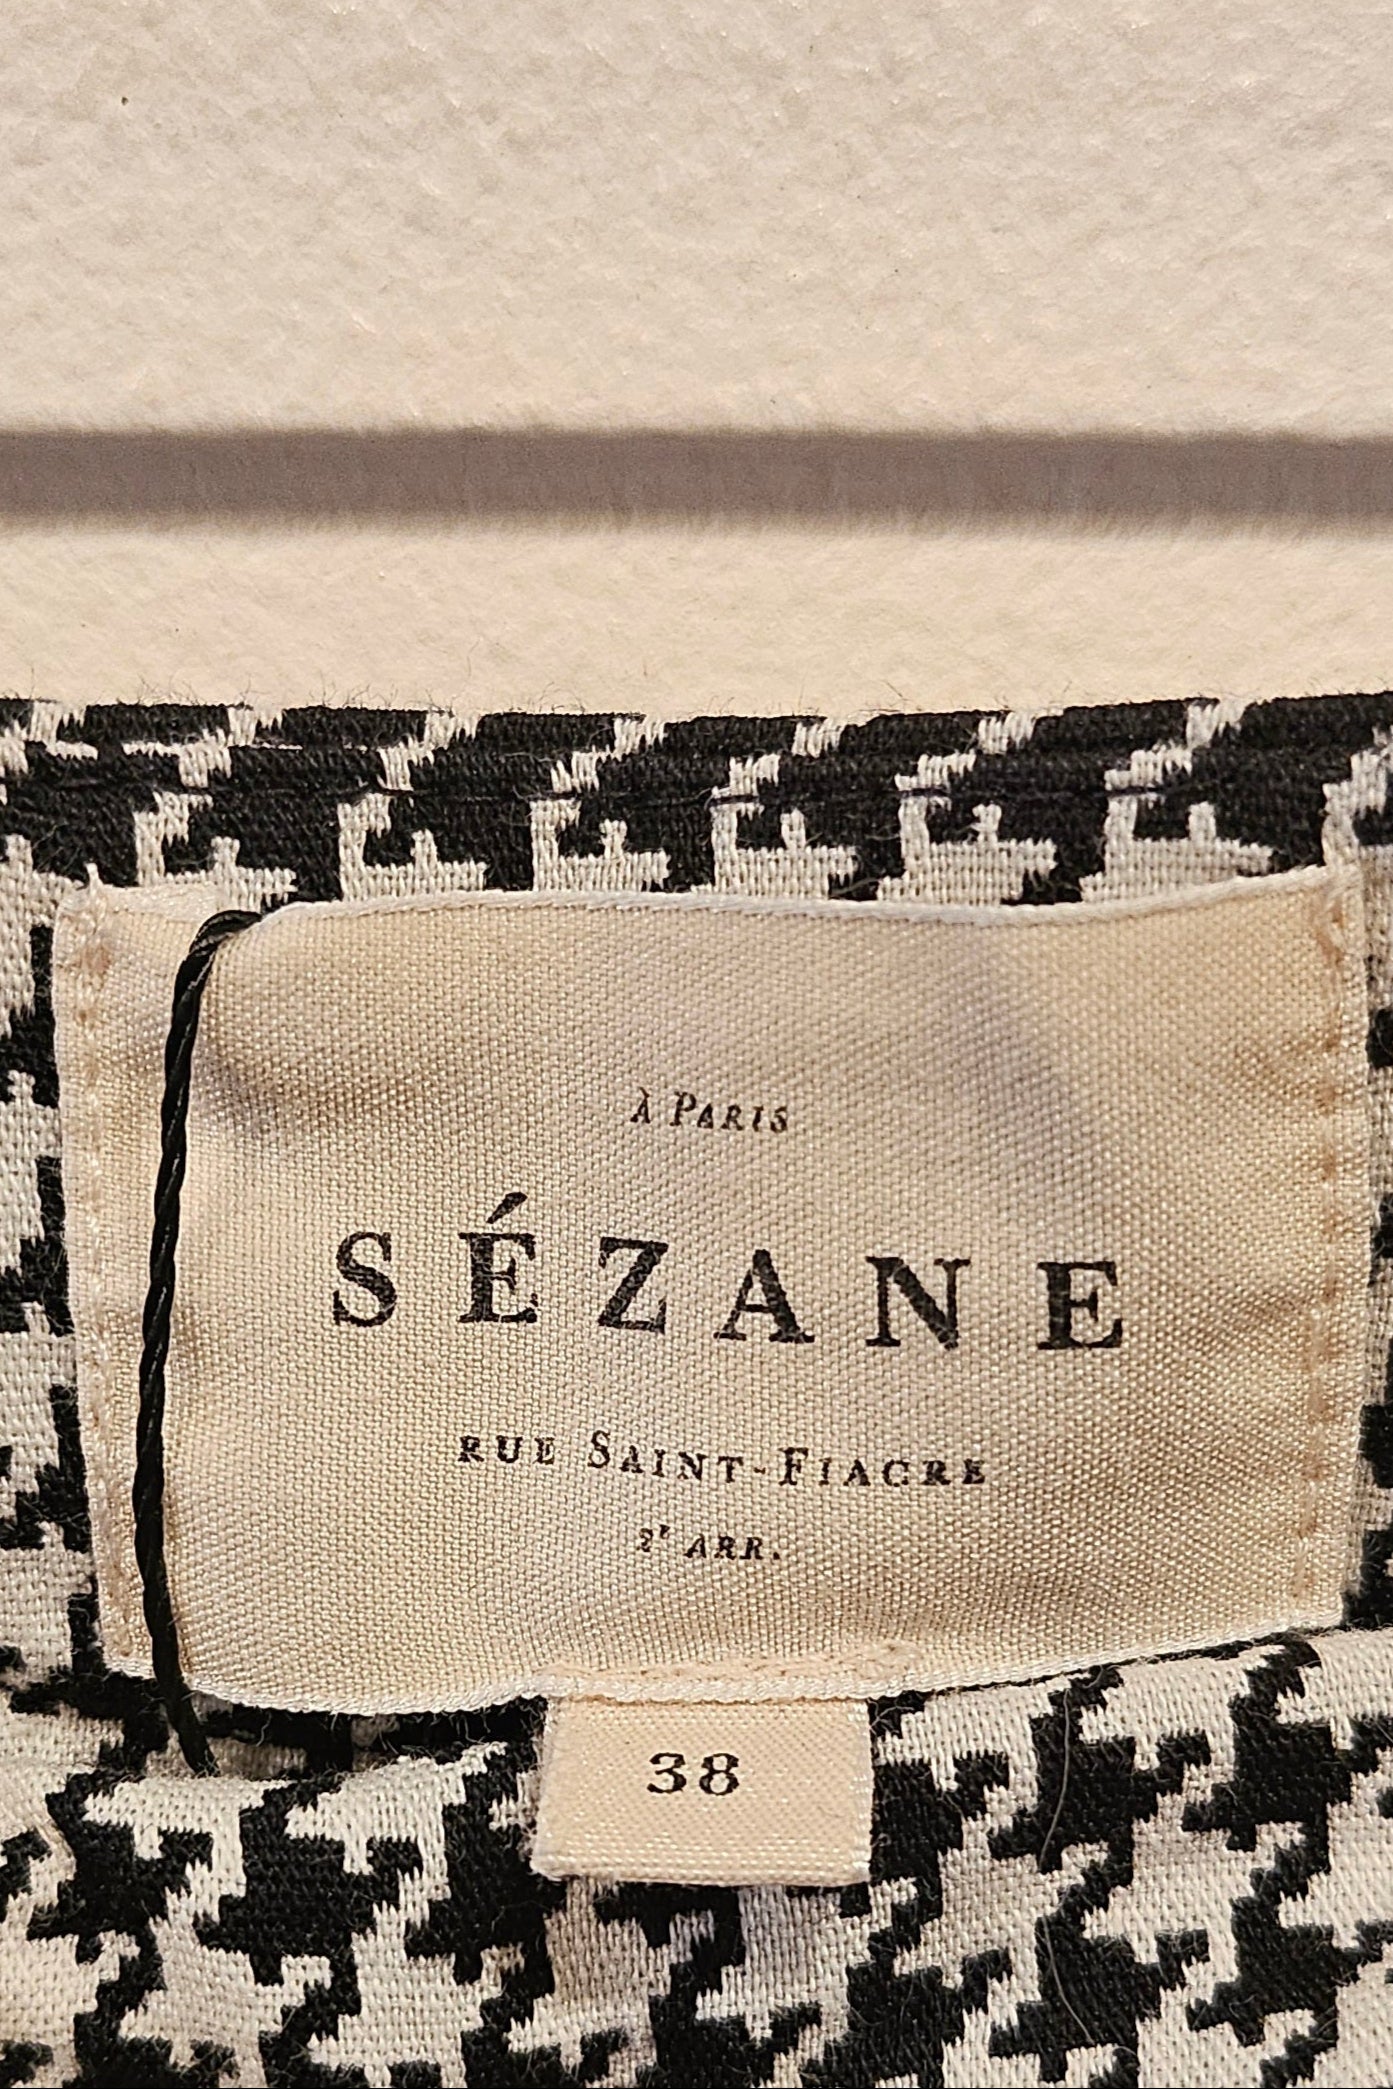 À PARIS
SÉZANE
RUE SAINT-FIACRE
2E ARR.
38